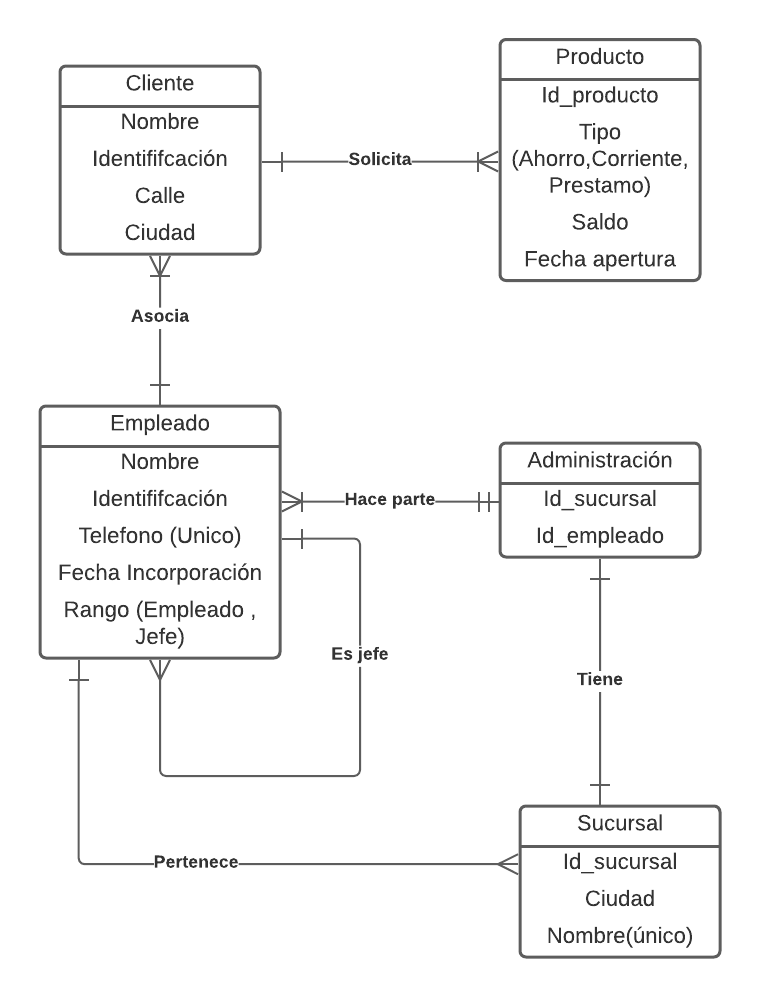 Cliente
Nombre
Identififcación
Calle
Ciudad
Solicita
Producto
Id_producto
Tipo
(Ahorro,Corriente,
Prestamo)
Saldo
Fecha apertura
Asocia
Empleado
Nombre
Identififcación
Telefono (Unico)
Fecha Incorporación
Rango (Empleado ,
Jefe)
Hace parte
Administración
Id_sucursal
Id_empleado
Es jefe
Tiene
Pertenece
Sucursal
Id_sucursal
Ciudad
Nombre(único)